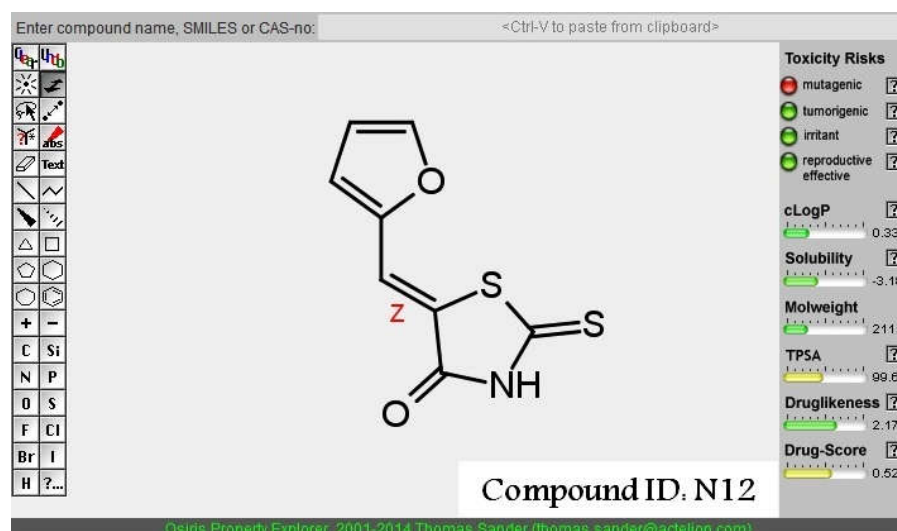 Enter compound name, SMILES or CAS-no: <Ctrl-V to paste from clipboard>
Toxicity Risks
mutagenic ?
tumorigenic ?
irritant ?
reproductive effective ?
abs
Text
+ −
C Si
N P
O S
F Cl
Br I
H ?...
O
S
S
Z
NH
O
cLogP ?
0.33
Solubility ?
-3.18
Molweight
211.
TPSA ?
99.6
Druglikeness ?
2.17
Drug-Score ?
0.52
Compound ID: N12
Osiris Property Explorer, 2001-2014 Thomas Sander (thomas.sander@actelion.com)